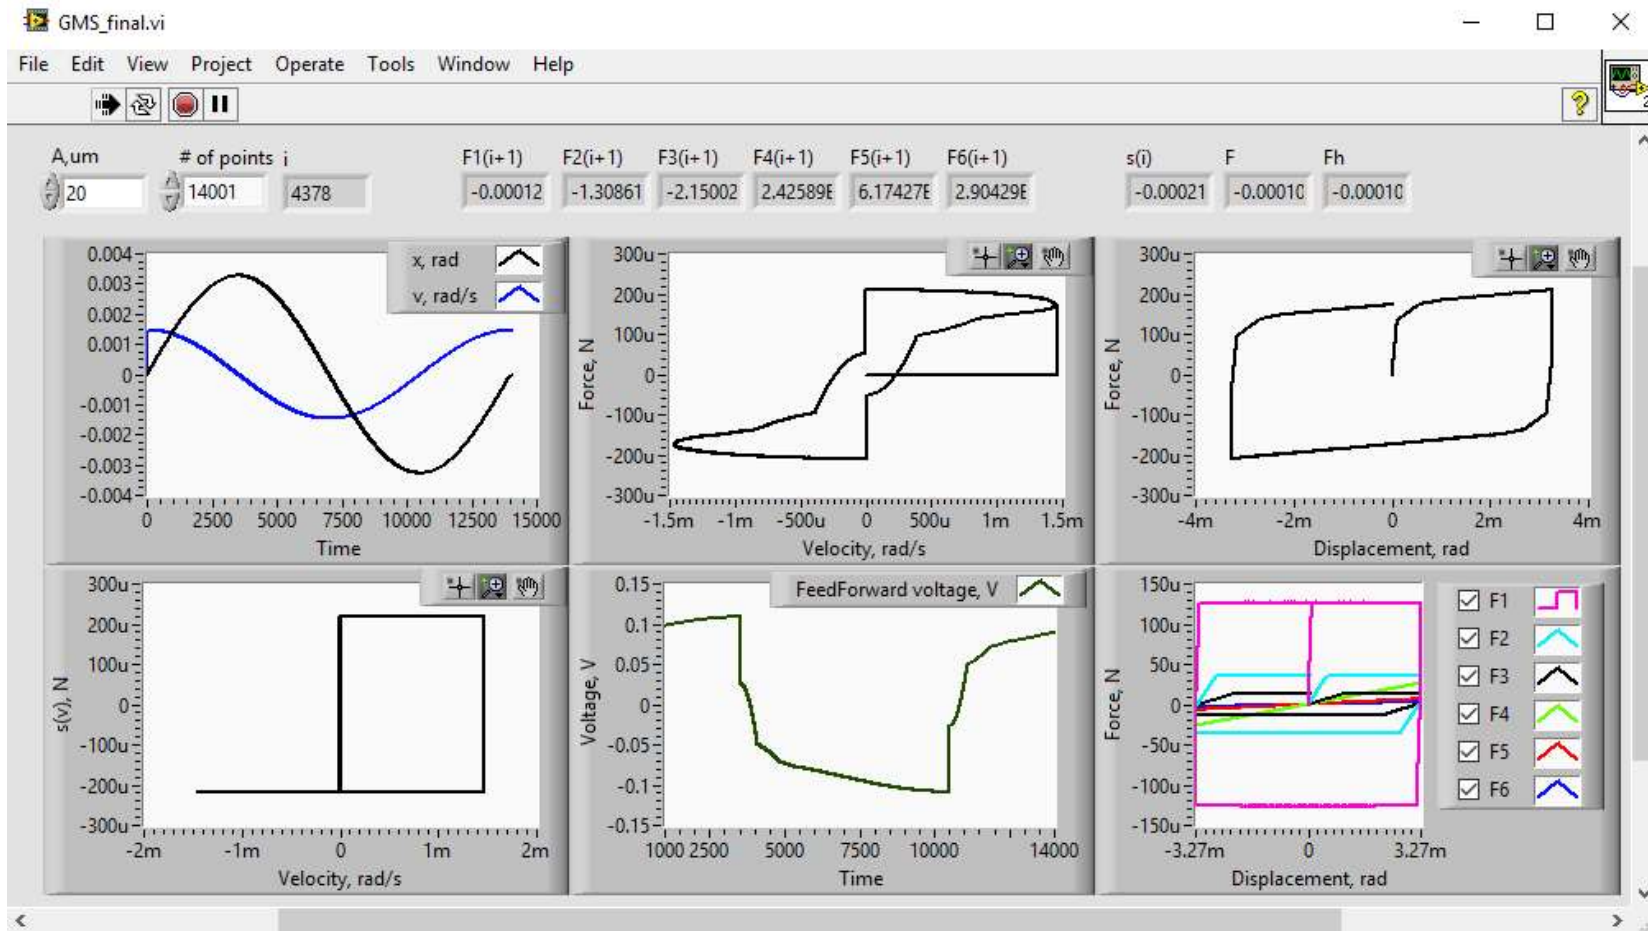 GMS_final.vi
File Edit View Project Operate Tools Window Help
A,um # of points i F1(i+1) F2(i+1) F3(i+1) F4(i+1) F5(i+1) F6(i+1) s(i) F Fh
20 14001 4378 -0.00012 -1.30861 -2.15002 2.42589E 6.17427E 2.90429E -0.00021 -0.0001C -0.0001C
x, rad
v, rad/s
0.004
0.003
0.002
0.001
0
-0.001
-0.002
-0.003
-0.004
0 2500 5000 7500 10000 12500 15000
Time
Force, N
300u
200u
100u
0
-100u
-200u
-300u
-1.5m -1m -500u 0 500u 1m 1.5m
Velocity, rad/s
Force, N
300u
200u
100u
0
-100u
-200u
-300u
-4m -2m 0 2m 4m
Displacement, rad
s(v), N
300u
200u
100u
0
-100u
-200u
-300u
-2m -1m 0 1m 2m
Velocity, rad/s
FeedForward voltage, V
Voltage, V
0.15
0.1
0.05
0
-0.05
-0.1
-0.15
1000 2500 5000 7500 10000 14000
Time
Force, N
150u
100u
50u
0
-50u
-100u
-150u
-3.27m 0 3.27m
Displacement, rad
F1
F2
F3
F4
F5
F6